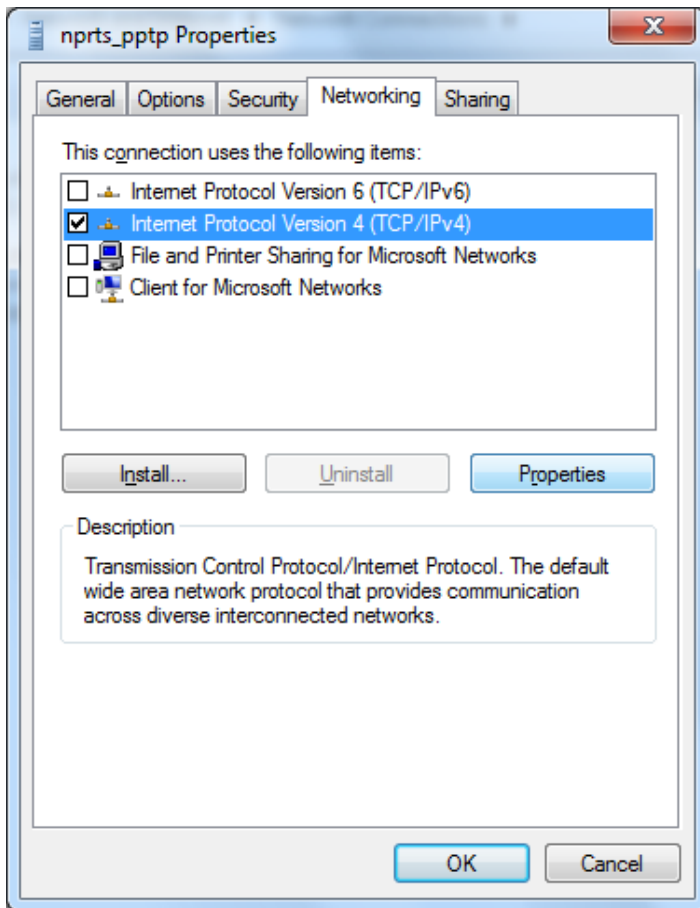 nprts_pptp Properties
General Options Security Networking Sharing
This connection uses the following items:
Internet Protocol Version 6 (TCP/IPv6)
Internet Protocol Version 4 (TCP/IPv4)
File and Printer Sharing for Microsoft Networks
Client for Microsoft Networks
Install... Uninstall Properties
Description
Transmission Control Protocol/Internet Protocol. The default
wide area network protocol that provides communication
across diverse interconnected networks.
OK Cancel